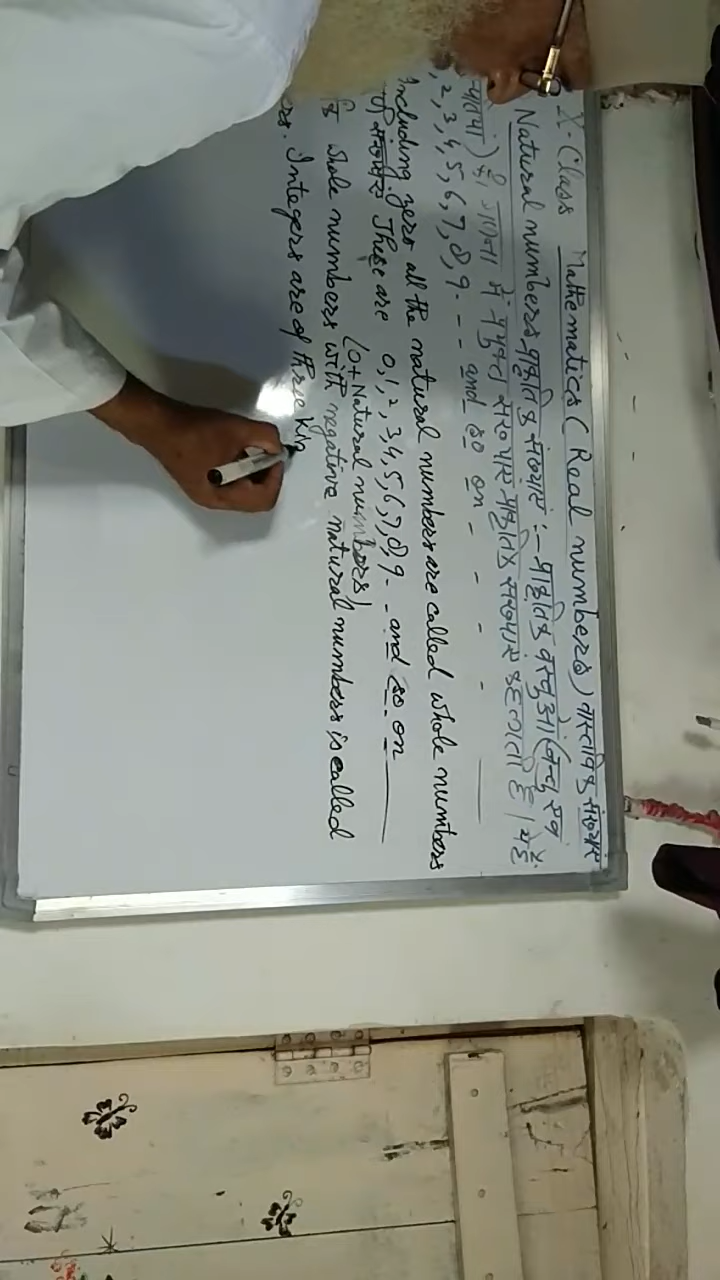 X-Class Mathematics (Real numbers) वास्तविक संख्याएं
Natural numbers प्राकृतिक संख्याएं :- प्राकृतिक वस्तुओं
) हैं, गणना में प्रयुक्त संख्याएं प्राकृतिक संख्याएं कहलाती हैं।
, 2, 3, 4, 5, 6, 7, 8, 9 - - - and so on - - - -
Including zero all the natural numbers are called whole numbers
These are 0, 1, 2, 3, 4, 5, 6, 7, 8, 9 - - and so on
(0+Natural numbers)
whole numbers with negative natural numbers is called
rs. Integers are of three kin